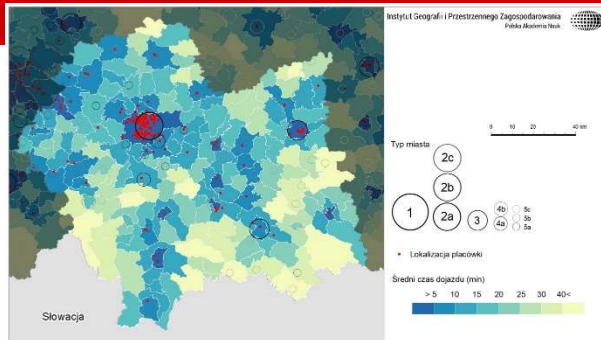 Instytut Geografii i Przestrzennego Zagospodarowania
Polska Akademia Nauk
0 10 20 40 km
Typ miasta
2c
2b
1
2a
3
4b
4a
5c
5b
5a
Lokalizacja placówki
Średni czas dojazdu (min)
> 5 10 15 20 25 30 40<
Słowacja